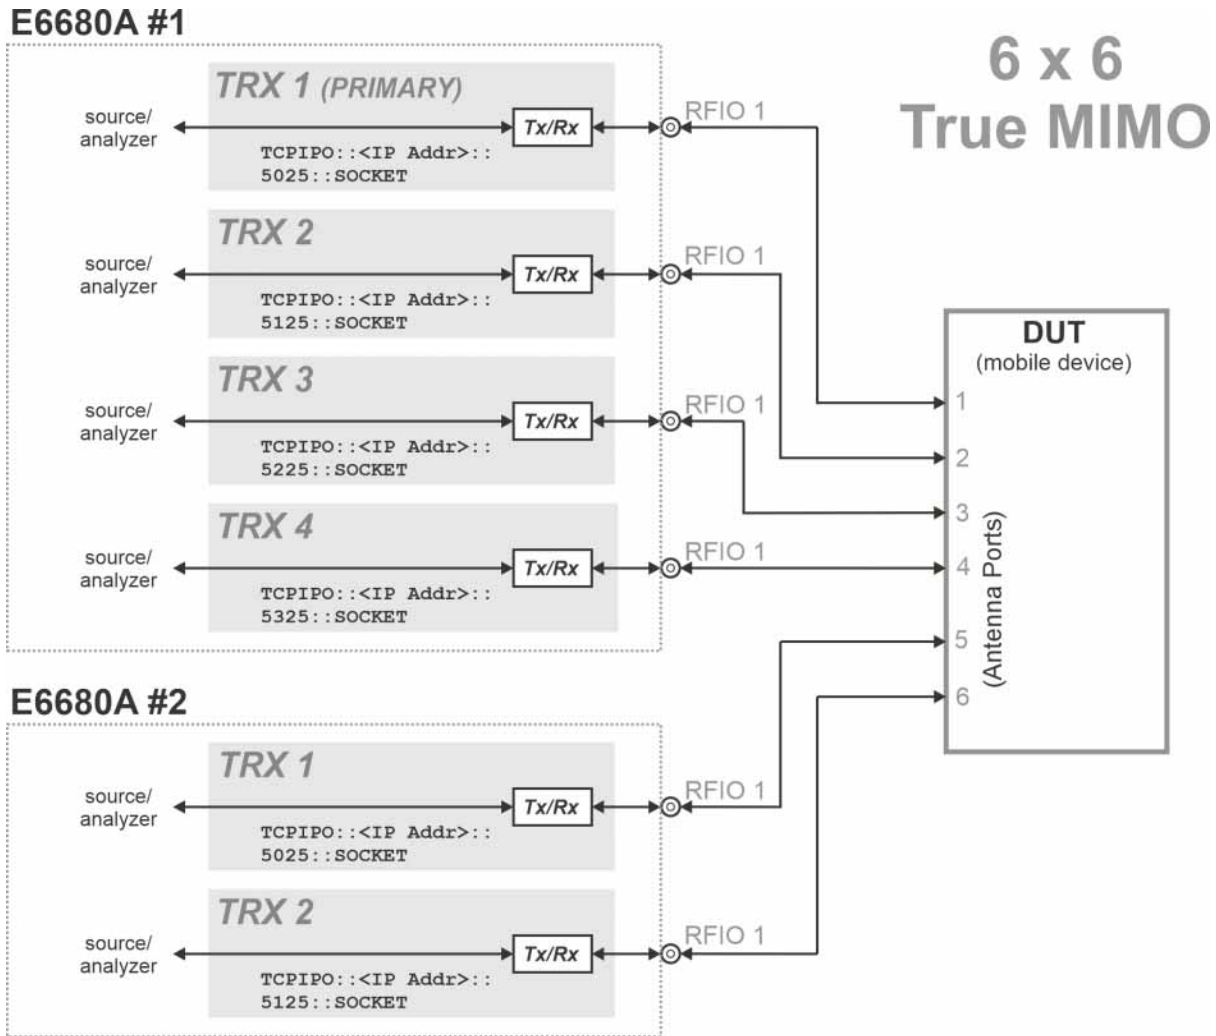 E6680A #1
6 x 6
True MIMO
TRX 1 (PRIMARY)
RFIO 1
source/
analyzer
Tx/Rx
TCPIPO::<IP Addr>::
5025::SOCKET
TRX 2
RFIO 1
source/
analyzer
Tx/Rx
TCPIPO::<IP Addr>::
5125::SOCKET
TRX 3
RFIO 1
source/
analyzer
Tx/Rx
TCPIPO::<IP Addr>::
5225::SOCKET
TRX 4
RFIO 1
source/
analyzer
Tx/Rx
TCPIPO::<IP Addr>::
5325::SOCKET
DUT
(mobile device)
1
2
3
4
5
6
(Antenna Ports)
E6680A #2
TRX 1
RFIO 1
source/
analyzer
Tx/Rx
TCPIPO::<IP Addr>::
5025::SOCKET
TRX 2
RFIO 1
source/
analyzer
Tx/Rx
TCPIPO::<IP Addr>::
5125::SOCKET